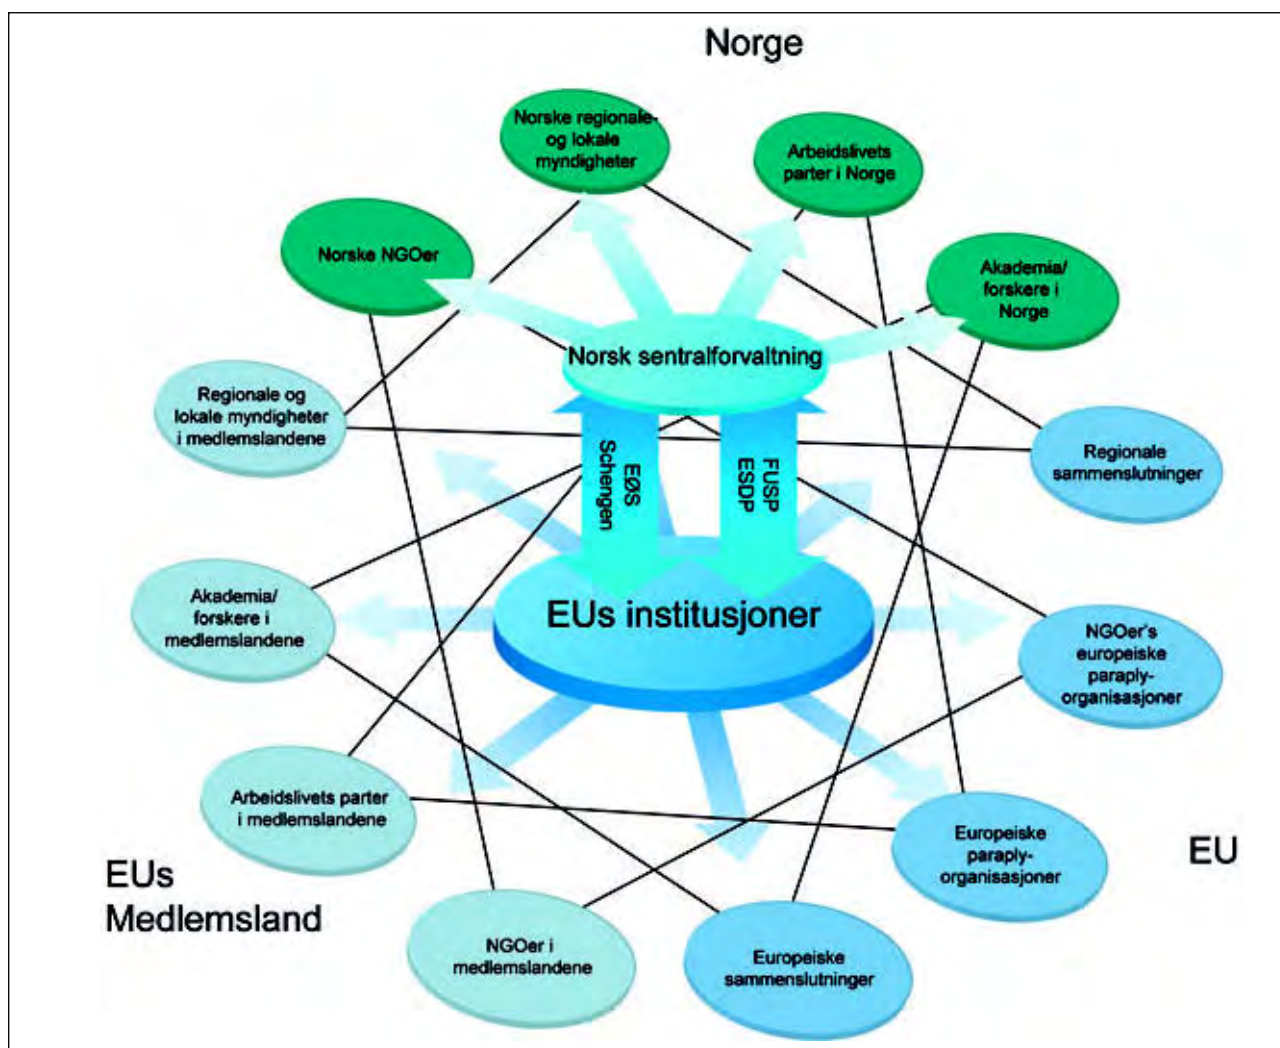 Norge
Norske regionale-
og lokale
myndigheter
Arbeidslivets
parter i Norge
Norske NGOer
Akademia/
forskere i
Norge
Norsk sentralforvaltning
Regionale og
lokale myndigheter
i medlemslandene
EØS
Schengen
FUSP
ESDP
Regionale
sammenslutninger
Akademia/
forskere i
medlemslandene
EUs institusjoner
NGOer's
europeiske
paraply-
organisasjoner
Arbeidslivets parter
i medlemslandene
Europeiske
paraply-
organisasjoner
EU
EUs
Medlemsland
NGOer i
medlemslandene
Europeiske
sammenslutninger